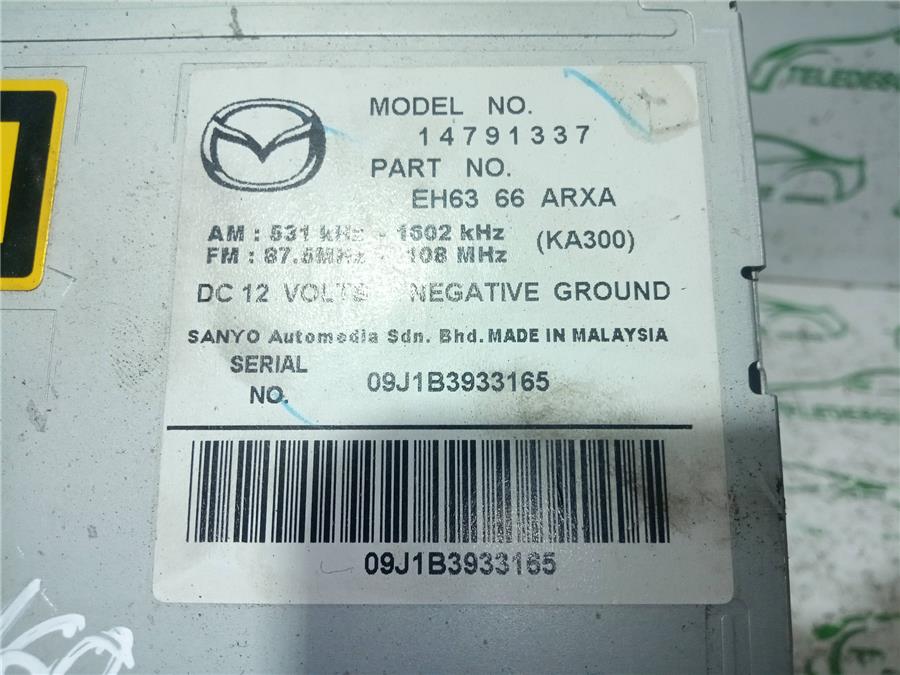 MODEL NO.
14791337
PART NO.
EH63 66 ARXA
AM : 531 kHz - 1602 kHz
(KA300)
FM : 87.5MHz - 108 MHz
DC 12 VOLTS NEGATIVE GROUND
SANYO Automedia Sdn. Bhd. MADE IN MALAYSIA
SERIAL
NO.
09J1B3933165
09J1B3933165